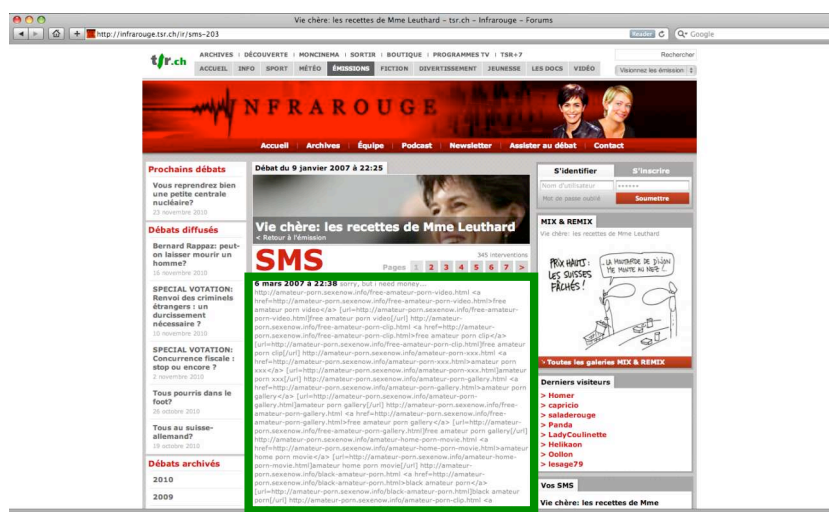 Vie chère: les recettes de Mme Leuthard – tsr.ch – Infrarouge – Forums
http://infrarouge.tsr.ch/ir/sms-203
Reader
Google
tsr.ch
ARCHIVES | DÉCOUVERTE | MONCINEMA | SORTIR | BOUTIQUE | PROGRAMMES TV | TSR+7
Rechercher
ACCUEIL INFO SPORT MÉTÉO ÉMISSIONS FICTION DIVERTISSEMENT JEUNESSE LES DOCS VIDÉO
Visionnez les émission
NFRAROUGE
Accueil Archives Équipe Podcast Newsletter Assister au débat Contact
Prochains débats
Vous reprendrez bien
une petite centrale
nucléaire?
23 novembre 2010
Débats diffusés
Bernard Rappaz: peut-
on laisser mourir un
homme?
16 novembre 2010
SPECIAL VOTATION:
Renvoi des criminels
étrangers : un
durcissement
nécessaire ?
10 novembre 2010
SPECIAL VOTATION:
Concurrence fiscale :
stop ou encore ?
2 novembre 2010
Tous pourris dans le
foot?
26 octobre 2010
Tous au suisse-
allemand?
19 octobre 2010
Débats archivés
2010
2009
Débat du 9 janvier 2007 à 22:25
Vie chère: les recettes de Mme Leuthard
< Retour à l'émission
SMS
345 interventions
Pages 1 2 3 4 5 6 7 >
6 mars 2007 à 22:38 sorry, but i need money...
http://amateur-porn.sexenow.info/free-amateur-porn-video.html <a
href=http://amateur-porn.sexenow.info/free-amateur-porn-video.html>free
amateur porn video</a> [url=http://amateur-porn.sexenow.info/free-amateur-
porn-video.html]free amateur porn video[/url] http://amateur-
porn.sexenow.info/free-amateur-porn-clip.html <a href=http://amateur-
porn.sexenow.info/free-amateur-porn-clip.html>free amateur porn clip</a>
[url=http://amateur-porn.sexenow.info/free-amateur-porn-clip.html]free amateur
porn clip[/url] http://amateur-porn.sexenow.info/amateur-porn-xxx.html <a
href=http://amateur-porn.sexenow.info/amateur-porn-xxx.html>amateur porn
xxx</a> [url=http://amateur-porn.sexenow.info/amateur-porn-xxx.html]amateur
porn xxx[/url] http://amateur-porn.sexenow.info/amateur-porn-gallery.html <a
href=http://amateur-porn.sexenow.info/amateur-porn-gallery.html>amateur porn
gallery</a> [url=http://amateur-porn.sexenow.info/amateur-porn-
gallery.html]amateur porn gallery[/url] http://amateur-porn.sexenow.info/free-
amateur-porn-gallery.html <a href=http://amateur-porn.sexenow.info/free-
amateur-porn-gallery.html>free amateur porn gallery</a> [url=http://amateur-
porn.sexenow.info/free-amateur-porn-gallery.html]free amateur porn gallery[/url]
http://amateur-porn.sexenow.info/amateur-home-porn-movie.html <a
href=http://amateur-porn.sexenow.info/amateur-home-porn-movie.html>amateur
home porn movie</a> [url=http://amateur-porn.sexenow.info/amateur-home-
porn-movie.html]amateur home porn movie[/url] http://amateur-
porn.sexenow.info/black-amateur-porn.html <a href=http://amateur-
porn.sexenow.info/black-amateur-porn.html>black amateur porn</a>
[url=http://amateur-porn.sexenow.info/black-amateur-porn.html]black amateur
porn[/url] http://amateur-porn.sexenow.info/amateur-porn-clip.html <a
S'identifier S'inscrire
Nom d'utilisateur
Mot de passe oublié Soumettre
MIX & REMIX
Vie chère: les recettes de Mme Leuthard
PRIX HAUTS :
LES SUISSES
FÂCHÉS !
LA MOUTARDE DE DIJON
ME MONTE AU NEZ !
> Toutes les galeries MIX & REMIX
Derniers visiteurs
> Homer
> capricio
> saladerouge
> Panda
> LadyCoulinette
> Helikaon
> Oollon
> lesage79
Vos SMS
Vie chère: les recettes de Mme